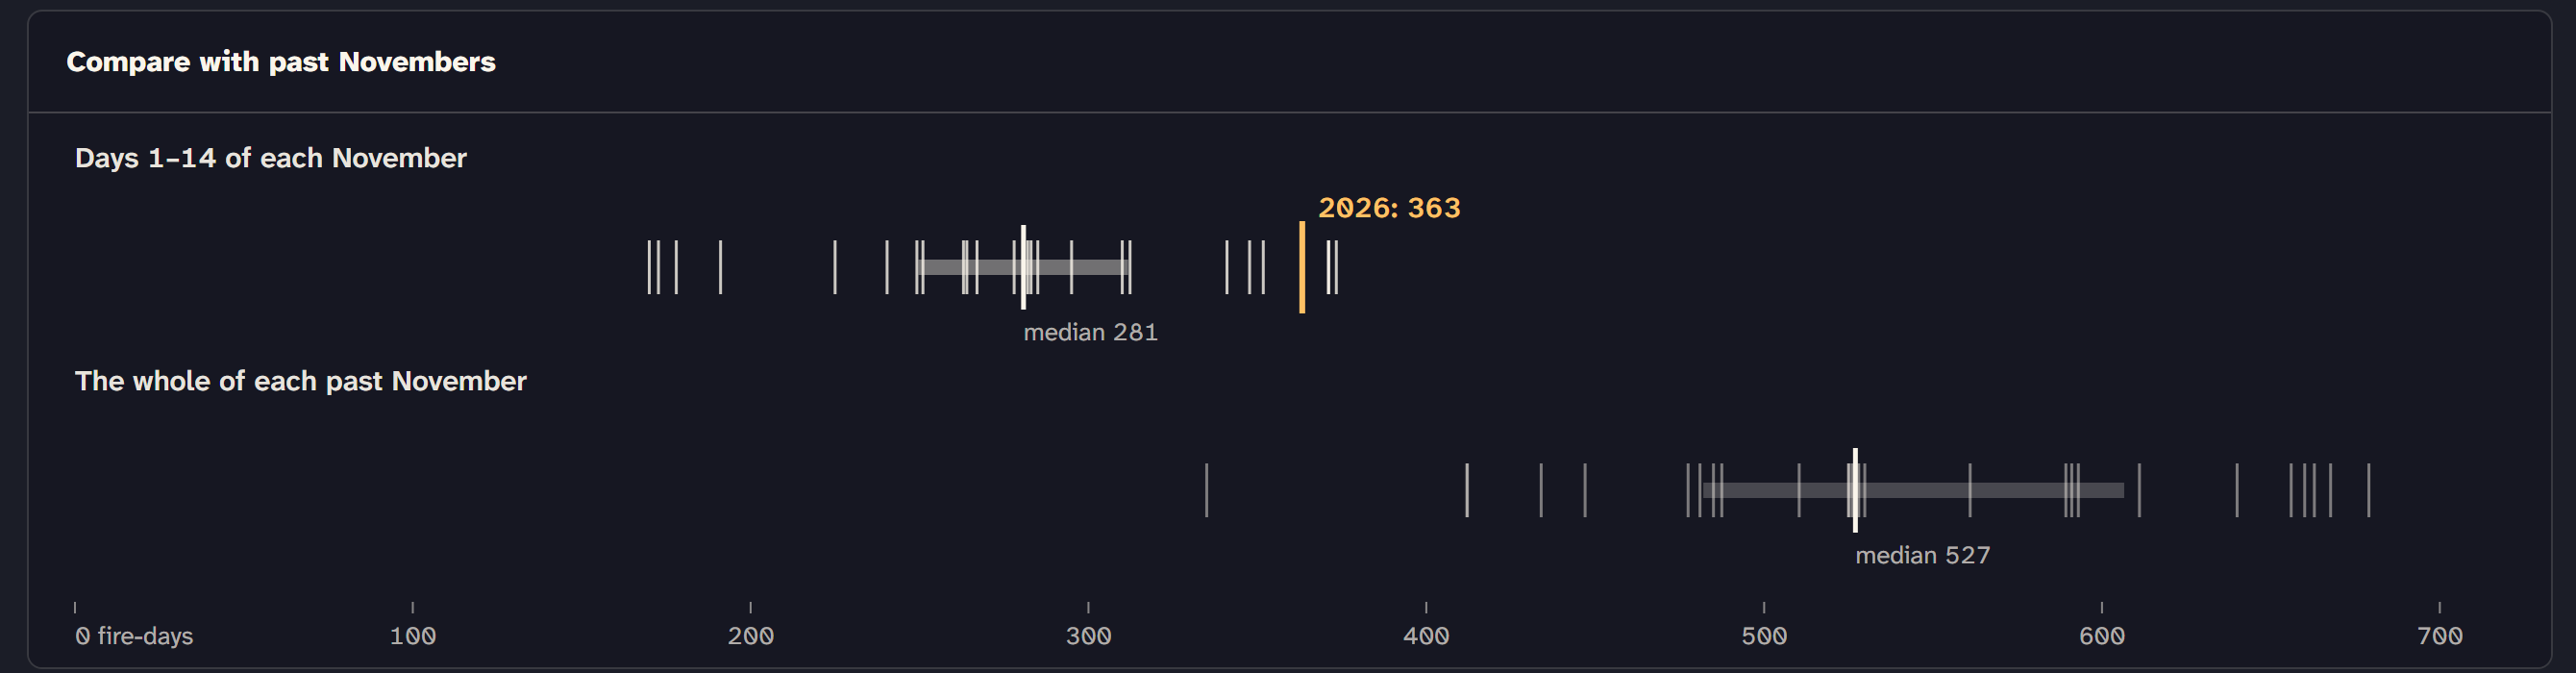 Compare with past Novembers
Days 1–14 of each November
2026: 363
median 281
The whole of each past November
median 527
0 fire-days 100 200 300 400 500 600 700